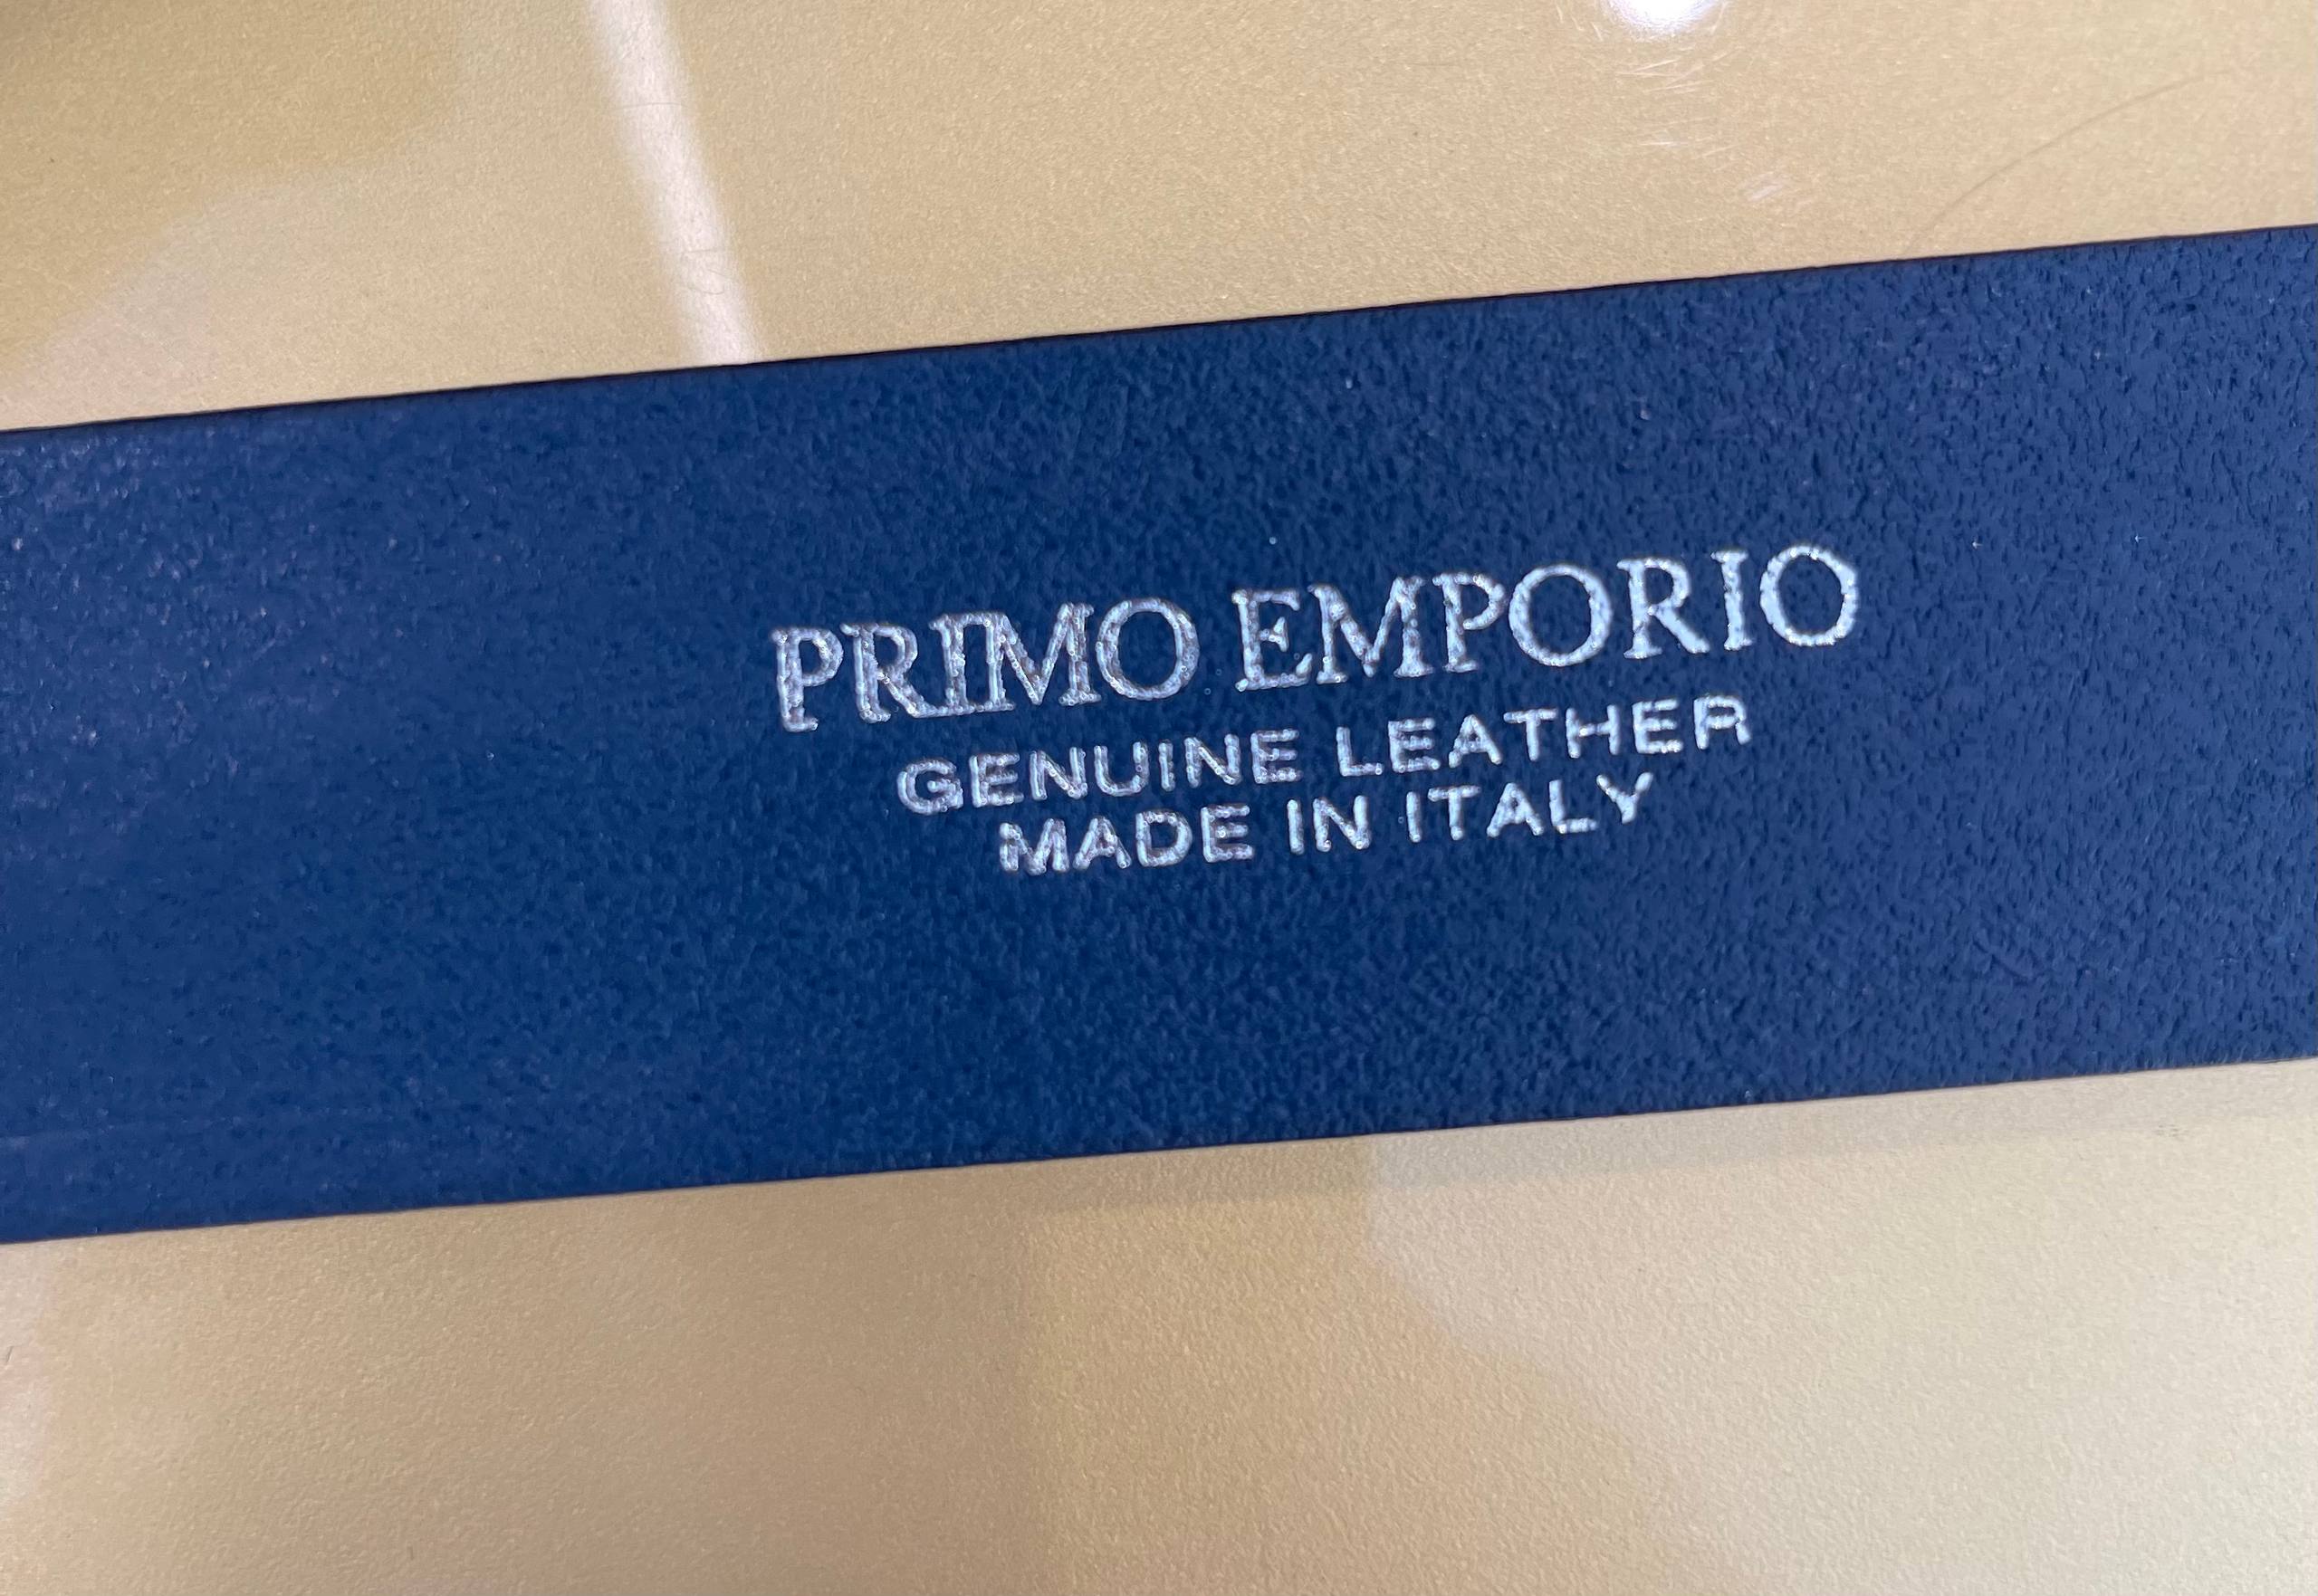 PRIMO EMPORIO
GENUINE LEATHER
MADE IN ITALY